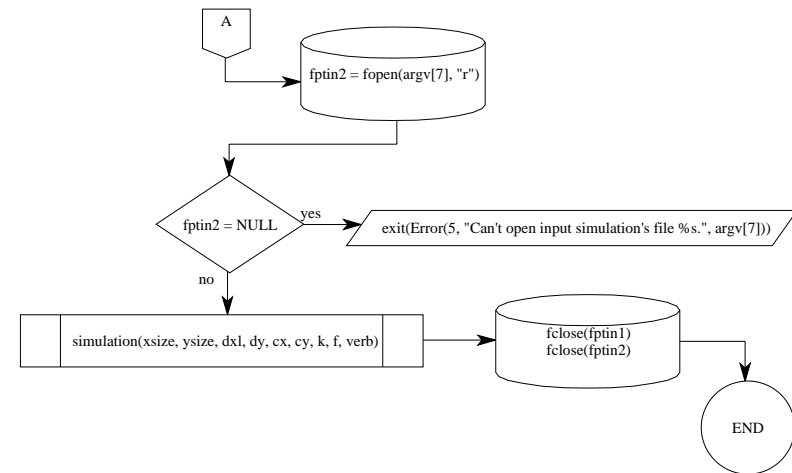 A
fptin2 = fopen(argv[7], "r")
fptin2 = NULL
yes
exit(Error(5, "Can't open input simulation's file %s.", argv[7]))
no
simulation(xsize, ysize, dxl, dy, cx, cy, k, f, verb)
fclose(fptin1)
fclose(fptin2)
END